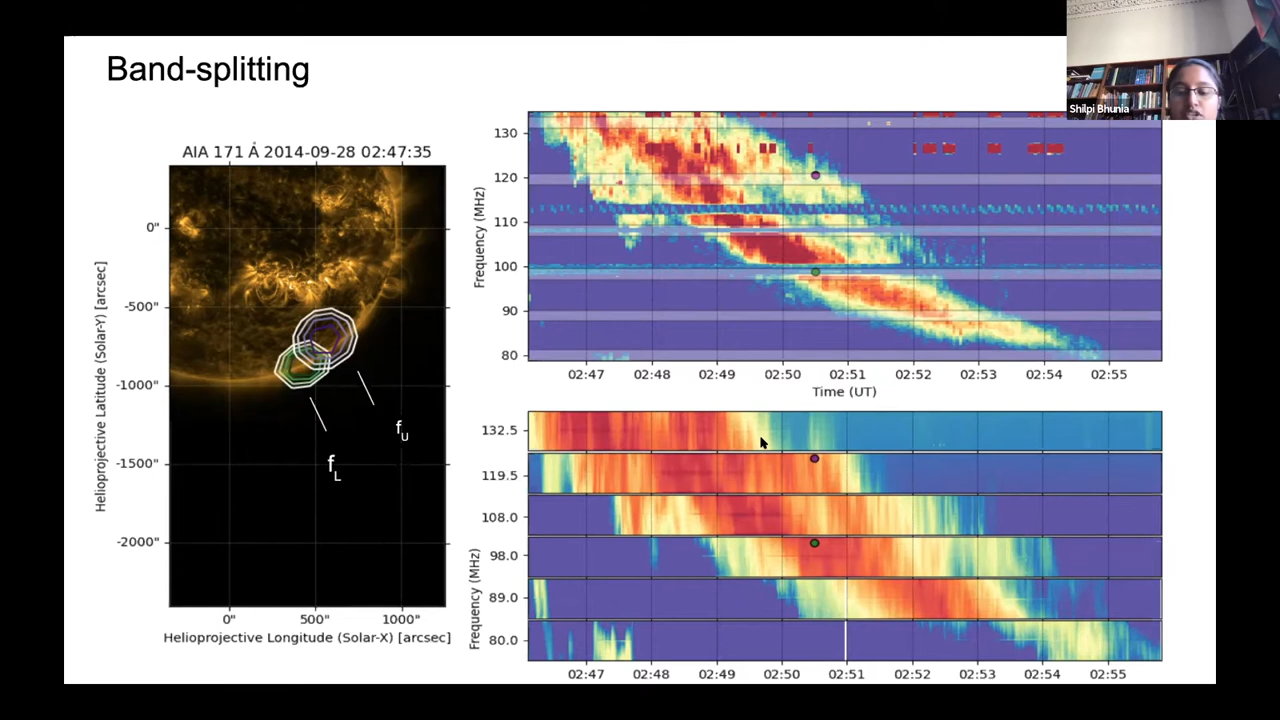 Band-splitting
Shilpi Bhunia
AIA 171 Å 2014-09-28 02:47:35
0"
-500"
-1000"
-1500"
-2000"
Helioprojective Latitude (Solar-Y) [arcsec]
0" 500" 1000"
Helioprojective Longitude (Solar-X) [arcsec]
fU
fL
130
120
110
100
90
80
Frequency (MHz)
02:47 02:48 02:49 02:50 02:51 02:52 02:53 02:54 02:55
Time (UT)
132.5
119.5
108.0
98.0
89.0
80.0
Frequency (MHz)
02:47 02:48 02:49 02:50 02:51 02:52 02:53 02:54 02:55